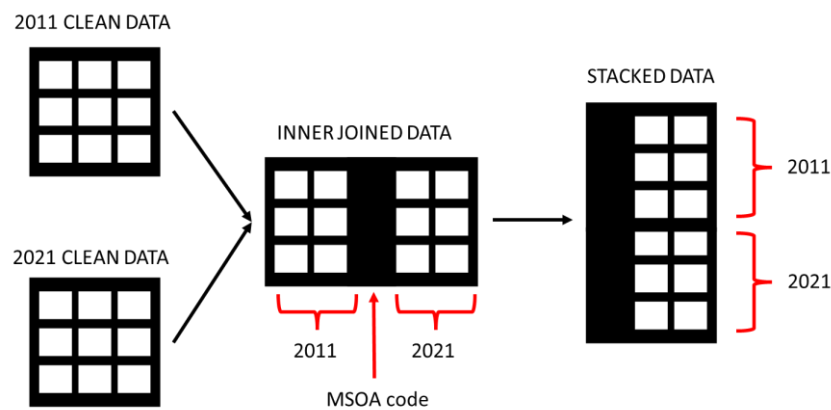 2011 CLEAN DATA
2021 CLEAN DATA
INNER JOINED DATA
2011
2021
MSOA code
STACKED DATA
2011
2021